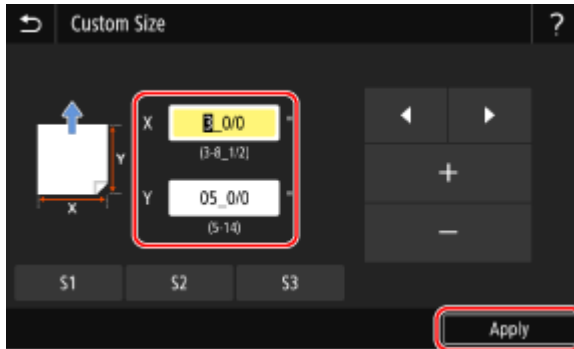 Custom Size ?
X 3_0/0 "
(3-8_1/2)
Y
X
Y 05_0/0 "
(5-14)
+
−
S1 S2 S3
Apply